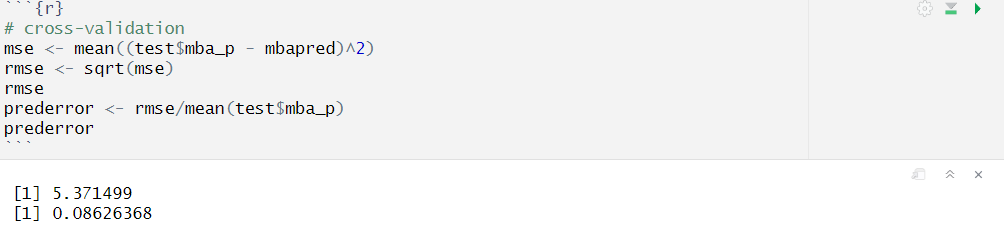 ```{r}
# cross-validation
mse <- mean((test$mba_p - mbapred)^2)
rmse <- sqrt(mse)
rmse
prederror <- rmse/mean(test$mba_p)
prederror
```
[1] 5.371499
[1] 0.08626368